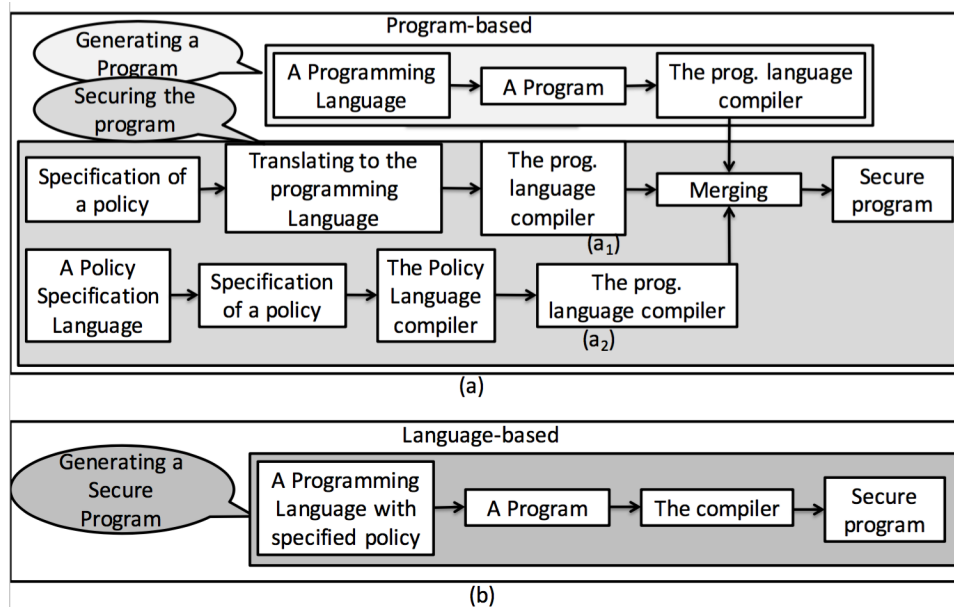 Program-based
Generating a
Program
A Programming
Language
A Program
The prog. language
compiler
Securing the
program
Specification of
a policy
Translating to the
programming
Language
The prog.
language
compiler
(a1)
Merging
Secure
program
A Policy
Specification
Language
Specification
of a policy
The Policy
Language
compiler
The prog.
language compiler
(a2)
(a)
Language-based
Generating a
Secure
Program
A Programming
Language with
specified policy
A Program
The compiler
Secure
program
(b)